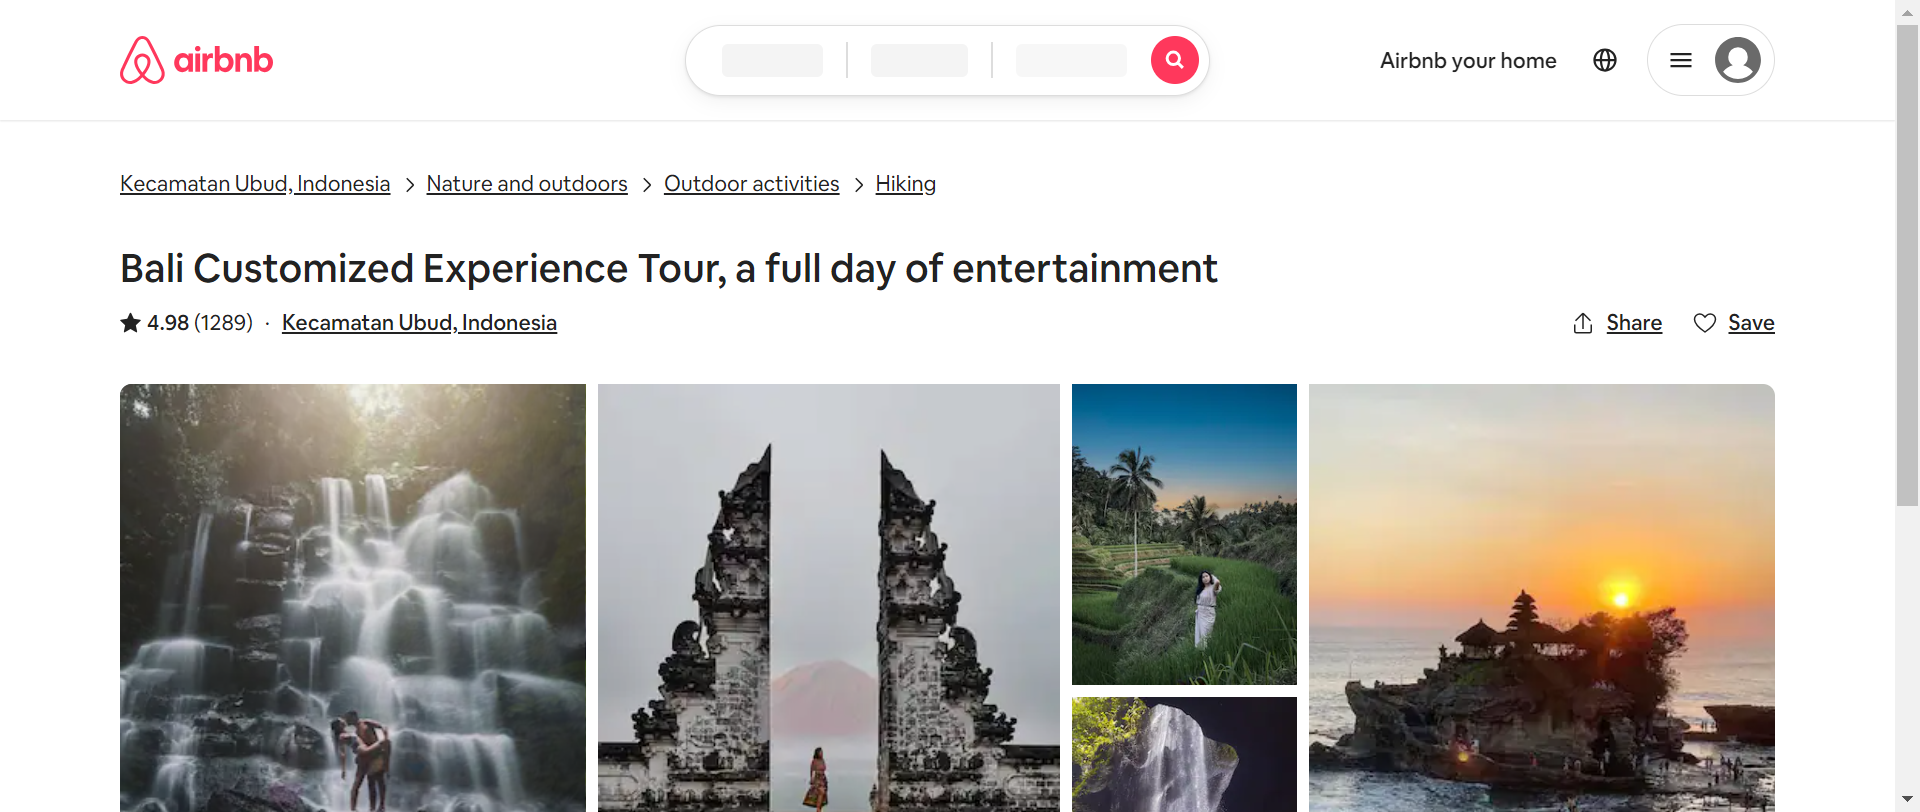 airbnb
Airbnb your home
Kecamatan Ubud, Indonesia > Nature and outdoors > Outdoor activities > Hiking
Bali Customized Experience Tour, a full day of entertainment
4.98 (1289) · Kecamatan Ubud, Indonesia
Share
Save